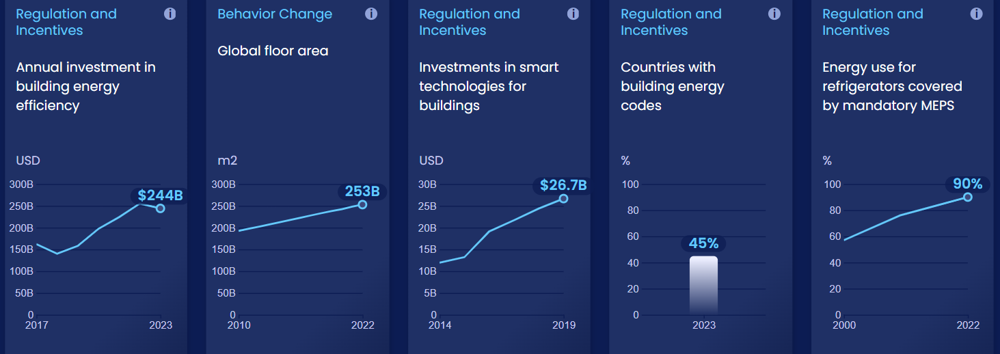 Regulation and
Incentives
i
Annual investment in
building energy
efficiency
USD
300B
250B
200B
150B
100B
50B
0
$244B
2017
2023
Behavior Change
i
Global floor area
m2
300B
250B
200B
150B
100B
50B
0
253B
2010
2022
Regulation and
Incentives
i
Investments in smart
technologies for
buildings
USD
30B
25B
20B
15B
10B
5B
0
$26.7B
2014
2019
Regulation and
Incentives
i
Countries with
building energy
codes
%
100
80
60
40
20
0
45%
2023
Regulation and
Incentives
i
Energy use for
refrigerators covered
by mandatory MEPS
%
100
80
60
40
20
0
90%
2000
2022